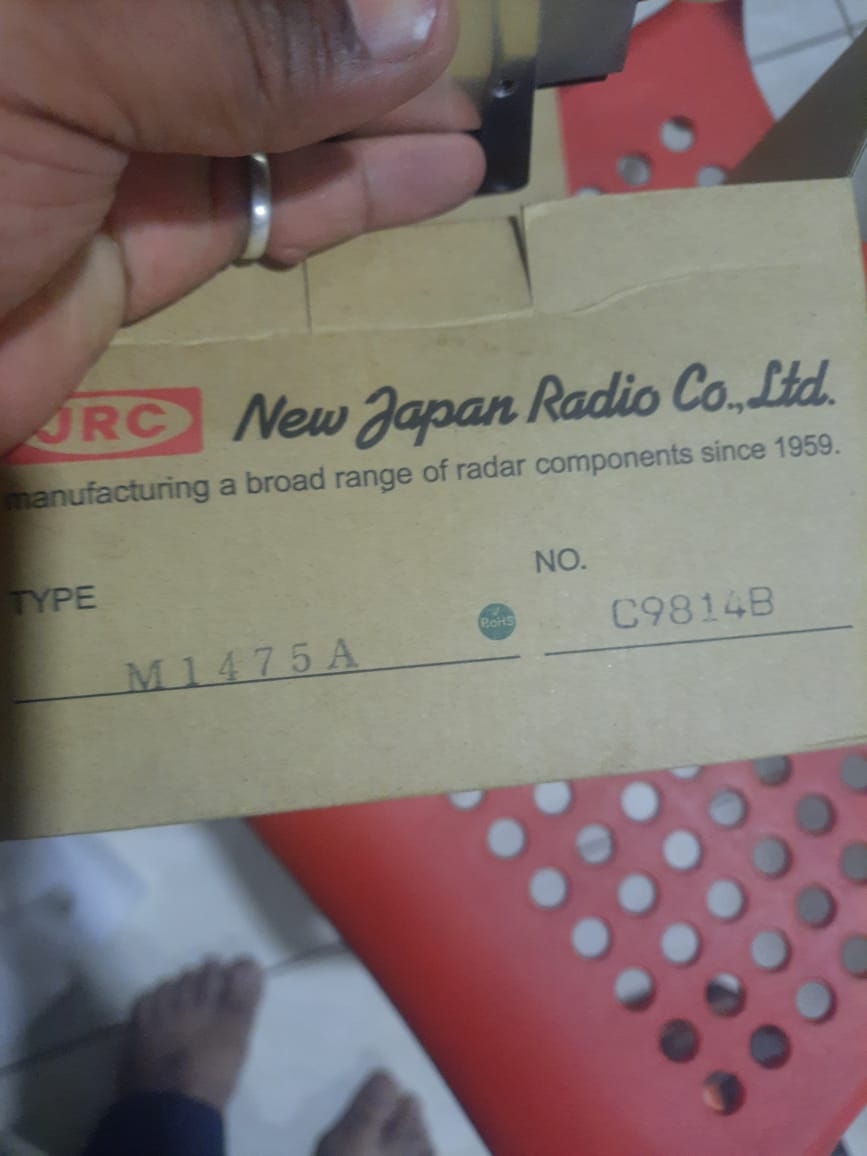 JRC New Japan Radio Co., Ltd.
manufacturing a broad range of radar components since 1959.
TYPE
M1475A
RoHS
NO.
C9814B